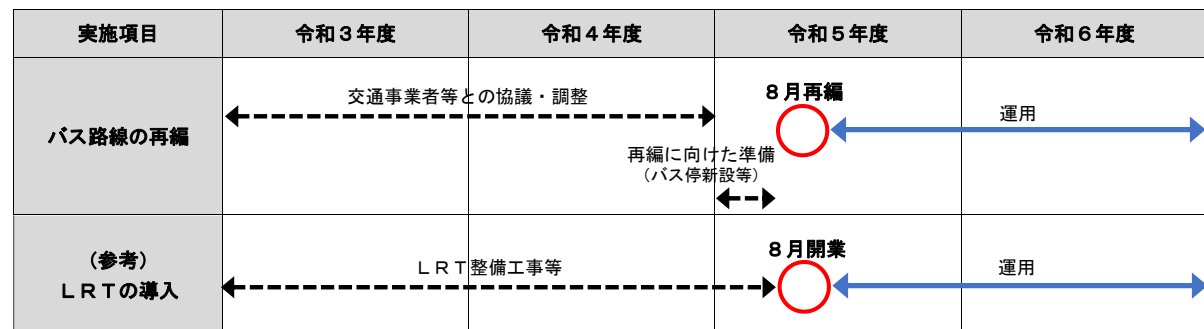 実施項目
令和３年度
令和４年度
令和５年度
令和６年度
バス路線の再編
交通事業者等との協議・調整
８月再編
運用
再編に向けた準備
（バス停新設等）
（参考）
ＬＲＴの導入
ＬＲＴ整備工事等
８月開業
運用